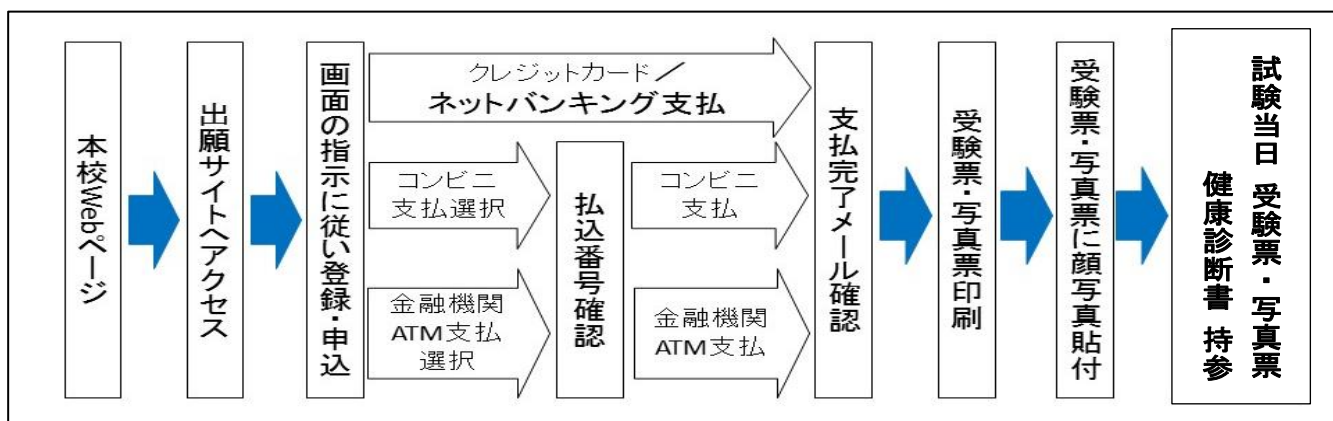 本校Webページ
出願サイトへアクセス
画面の指示に従い登録・申込
クレジットカード／
ネットバンキング支払
コンビニ
支払選択
金融機関
ATM支払
選択
払込番号確認
コンビニ
支払
金融機関
ATM支払
支払完了メール確認
受験票・写真票印刷
受験票・写真票に顔写真貼付
試験当日 受験票・写真票
健康診断書 持参